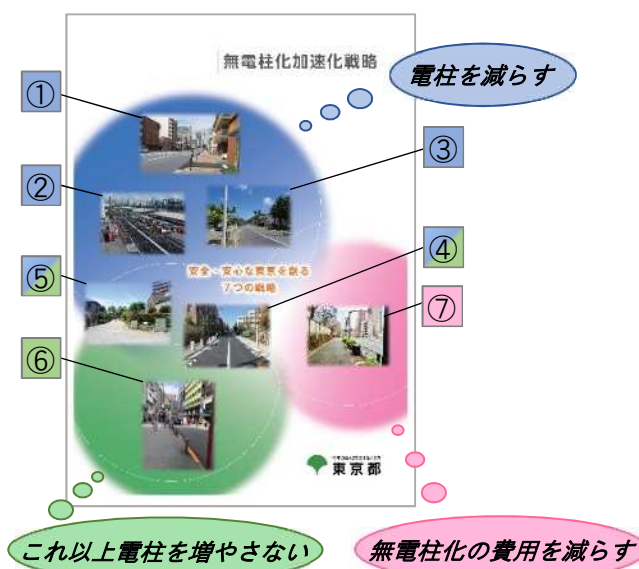 無電柱化加速化戦略
電柱を減らす
①
③
②
④
安全・安心な東京を創る
7つの戦略
⑤
⑦
⑥
東京都
これ以上電柱を増やさない
無電柱化の費用を減らす